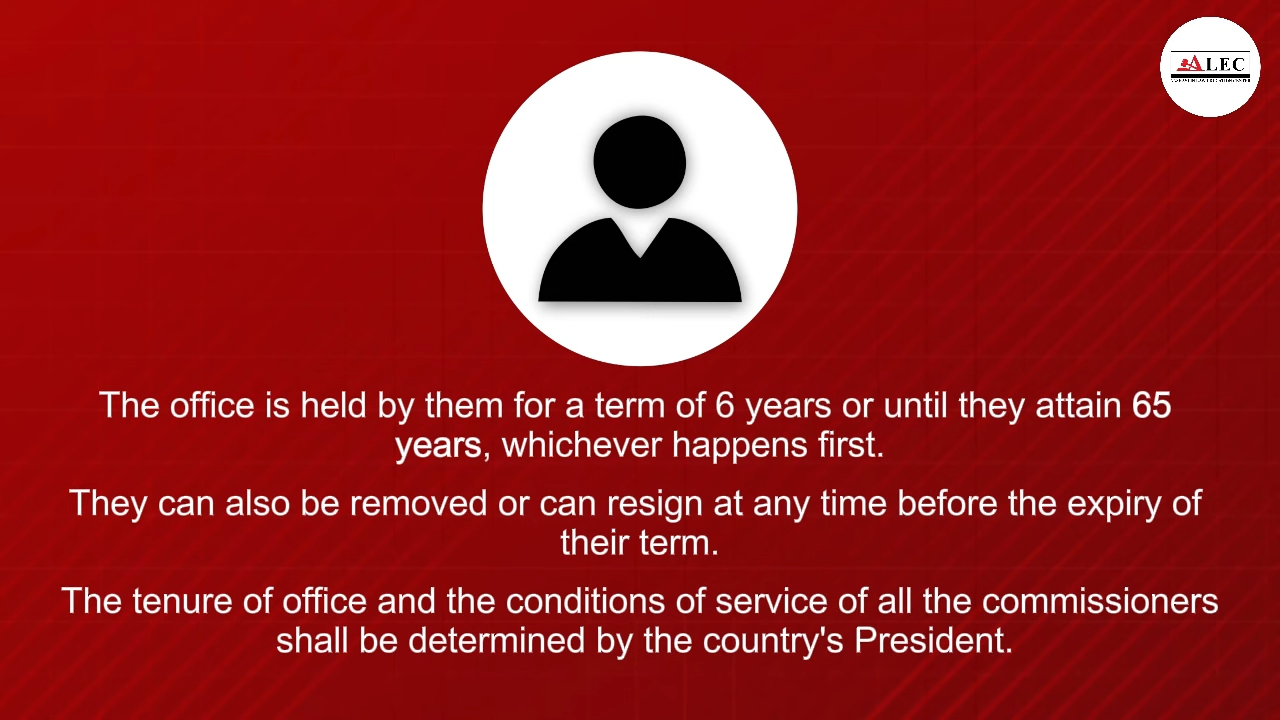 ALEC
The office is held by them for a term of 6 years or until they attain 65
years, whichever happens first.
They can also be removed or can resign at any time before the expiry of
their term.
The tenure of office and the conditions of service of all the commissioners
shall be determined by the country's President.